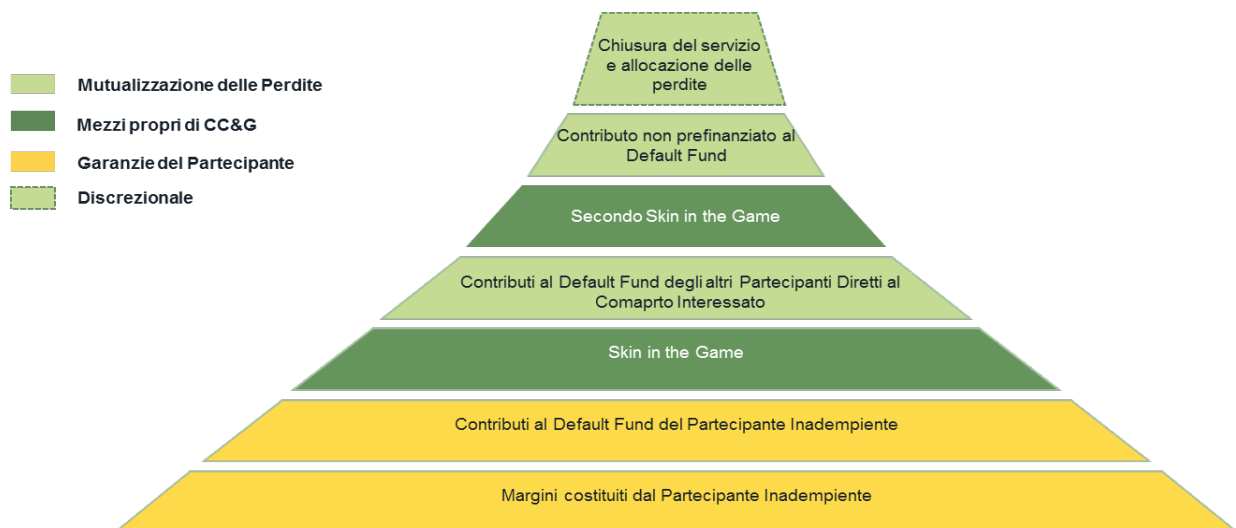 Mutualizzazione delle Perdite
Mezzi propri di CC&G
Garanzie del Partecipante
Discrezionale
Chiusura del servizio
e allocazione delle
perdite
Contributo non prefinanziato al
Default Fund
Secondo Skin in the Game
Contributi al Default Fund degli altri Partecipanti Diretti al
Comaprto Interessato
Skin in the Game
Contributi al Default Fund del Partecipante Inadempiente
Margini costituiti dal Partecipante Inadempiente